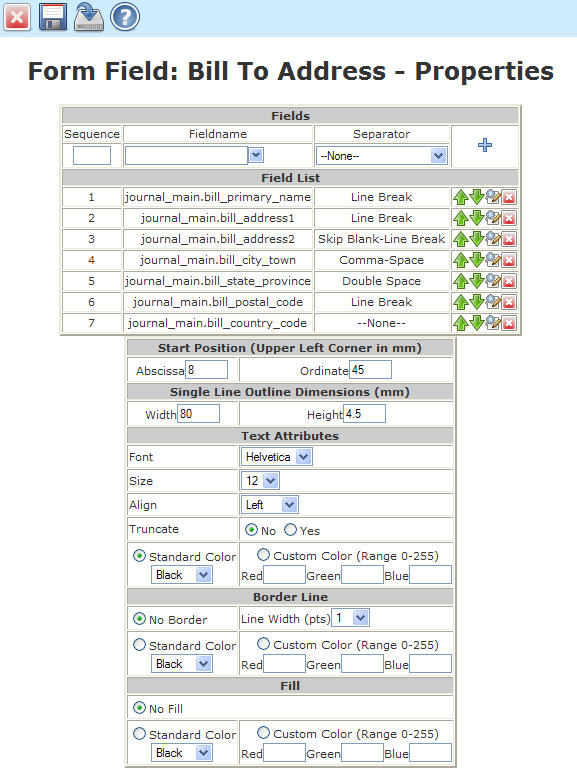 Form Field: Bill To Address - Properties
Fields
Sequence Fieldname Separator
--None--
Field List
1 journal_main.bill_primary_name Line Break
2 journal_main.bill_address1 Line Break
3 journal_main.bill_address2 Skip Blank-Line Break
4 journal_main.bill_city_town Comma-Space
5 journal_main.bill_state_province Double Space
6 journal_main.bill_postal_code Line Break
7 journal_main.bill_country_code --None--
Start Position (Upper Left Corner in mm)
Abscissa 8 Ordinate 45
Single Line Outline Dimensions (mm)
Width 80 Height 4.5
Text Attributes
Font Helvetica
Size 12
Align Left
Truncate No Yes
Standard Color Custom Color (Range 0-255)
Black Red Green Blue
Border Line
No Border Line Width (pts) 1
Standard Color Custom Color (Range 0-255)
Black Red Green Blue
Fill
No Fill
Standard Color Custom Color (Range 0-255)
Black Red Green Blue